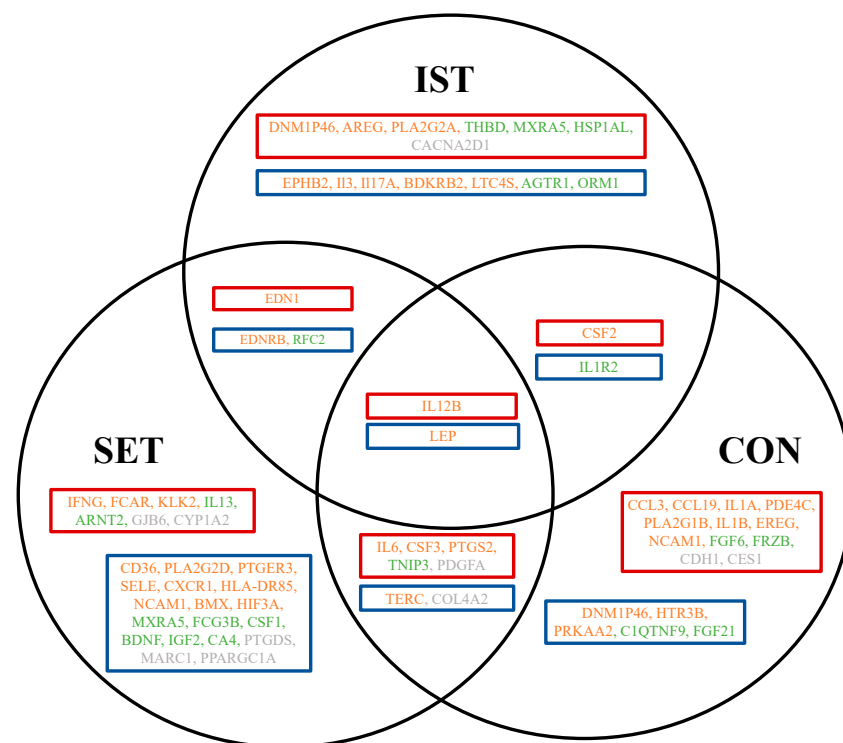 IST
DNM1P46, AREG, PLA2G2A, THBD, MXRA5, HSP1AL,
CACNA2D1
EPHB2, Il3, Il17A, BDKRB2, LTC4S, AGTR1, ORM1
EDN1
EDNRB, RFC2
CSF2
IL1R2
IL12B
LEP
SET
IFNG, FCAR, KLK2, IL13,
ARNT2, GJB6, CYP1A2
CD36, PLA2G2D, PTGER3,
SELE, CXCR1, HLA-DR85,
NCAM1, BMX, HIF3A,
MXRA5, FCG3B, CSF1,
BDNF, IGF2, CA4, PTGDS,
MARC1, PPARGC1A
IL6, CSF3, PTGS2,
TNIP3, PDGFA
TERC, COL4A2
CON
CCL3, CCL19, IL1A, PDE4C,
PLA2G1B, IL1B, EREG,
NCAM1, FGF6, FRZB,
CDH1, CES1
DNM1P46, HTR3B,
PRKAA2, C1QTNF9, FGF21